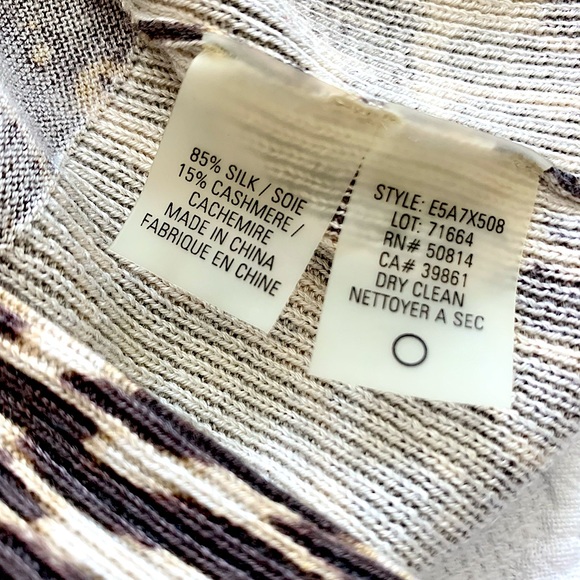 85% SILK / SOIE
15% CASHMERE /
CACHEMIRE
MADE IN CHINA
FABRIQUE EN CHINE
STYLE: E5A7X508
LOT: 71664
RN# 50814
CA# 39861
DRY CLEAN
NETTOYER A SEC